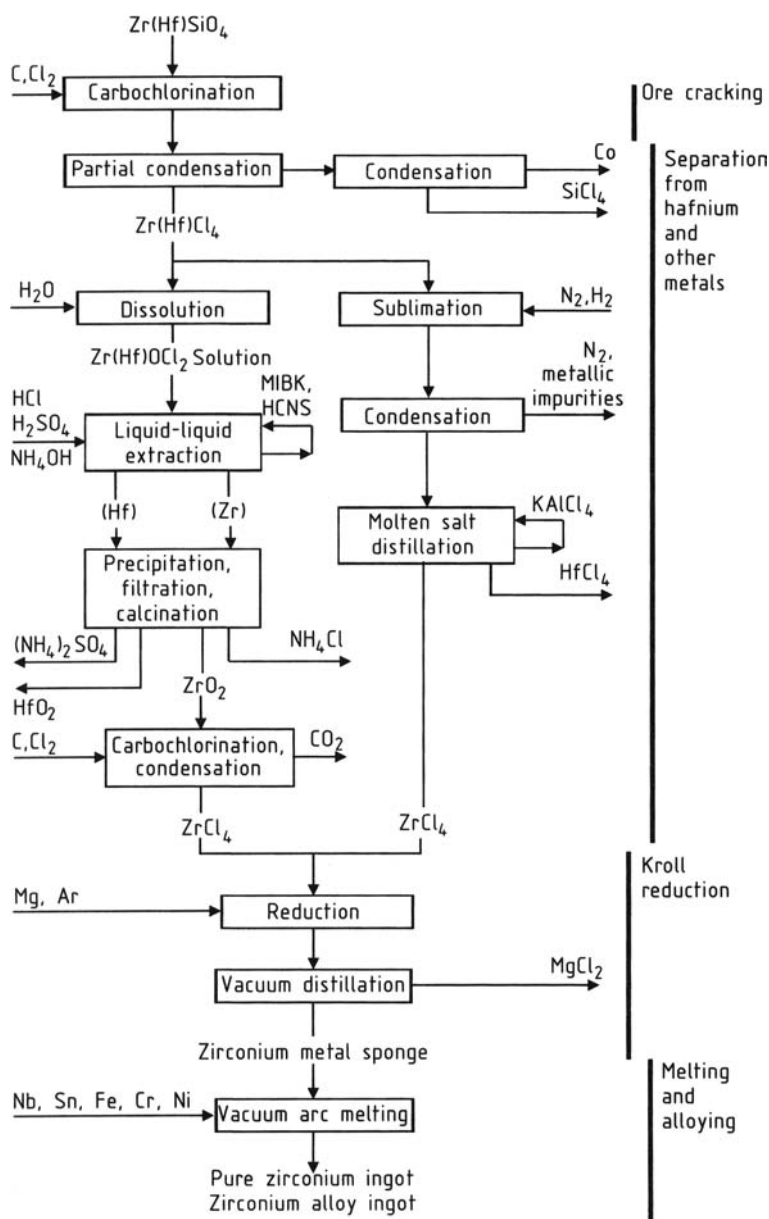 Zr(Hf)SiO₄
C,Cl₂
Carbochlorination
Ore cracking
Partial condensation
Condensation
Co
SiCl₄
Separation
from
hafnium
and
other
metals
Zr(Hf)Cl₄
H₂O
Dissolution
Sublimation
N₂,H₂
Zr(Hf)OCl₂ Solution
N₂,
metallic
impurities
MIBK,
HCNS
HCl
H₂SO₄
NH₄OH
Liquid-liquid
extraction
Condensation
(Hf)
(Zr)
Molten salt
distillation
KAlCl₄
HfCl₄
Precipitation,
filtration,
calcination
(NH₄)₂SO₄
NH₄Cl
HfO₂
ZrO₂
C,Cl₂
Carbochlorination,
condensation
CO₂
ZrCl₄
ZrCl₄
Kroll
reduction
Mg, Ar
Reduction
Vacuum distillation
MgCl₂
Zirconium metal sponge
Melting
and
alloying
Nb, Sn, Fe, Cr, Ni
Vacuum arc melting
Pure zirconium ingot
Zirconium alloy ingot